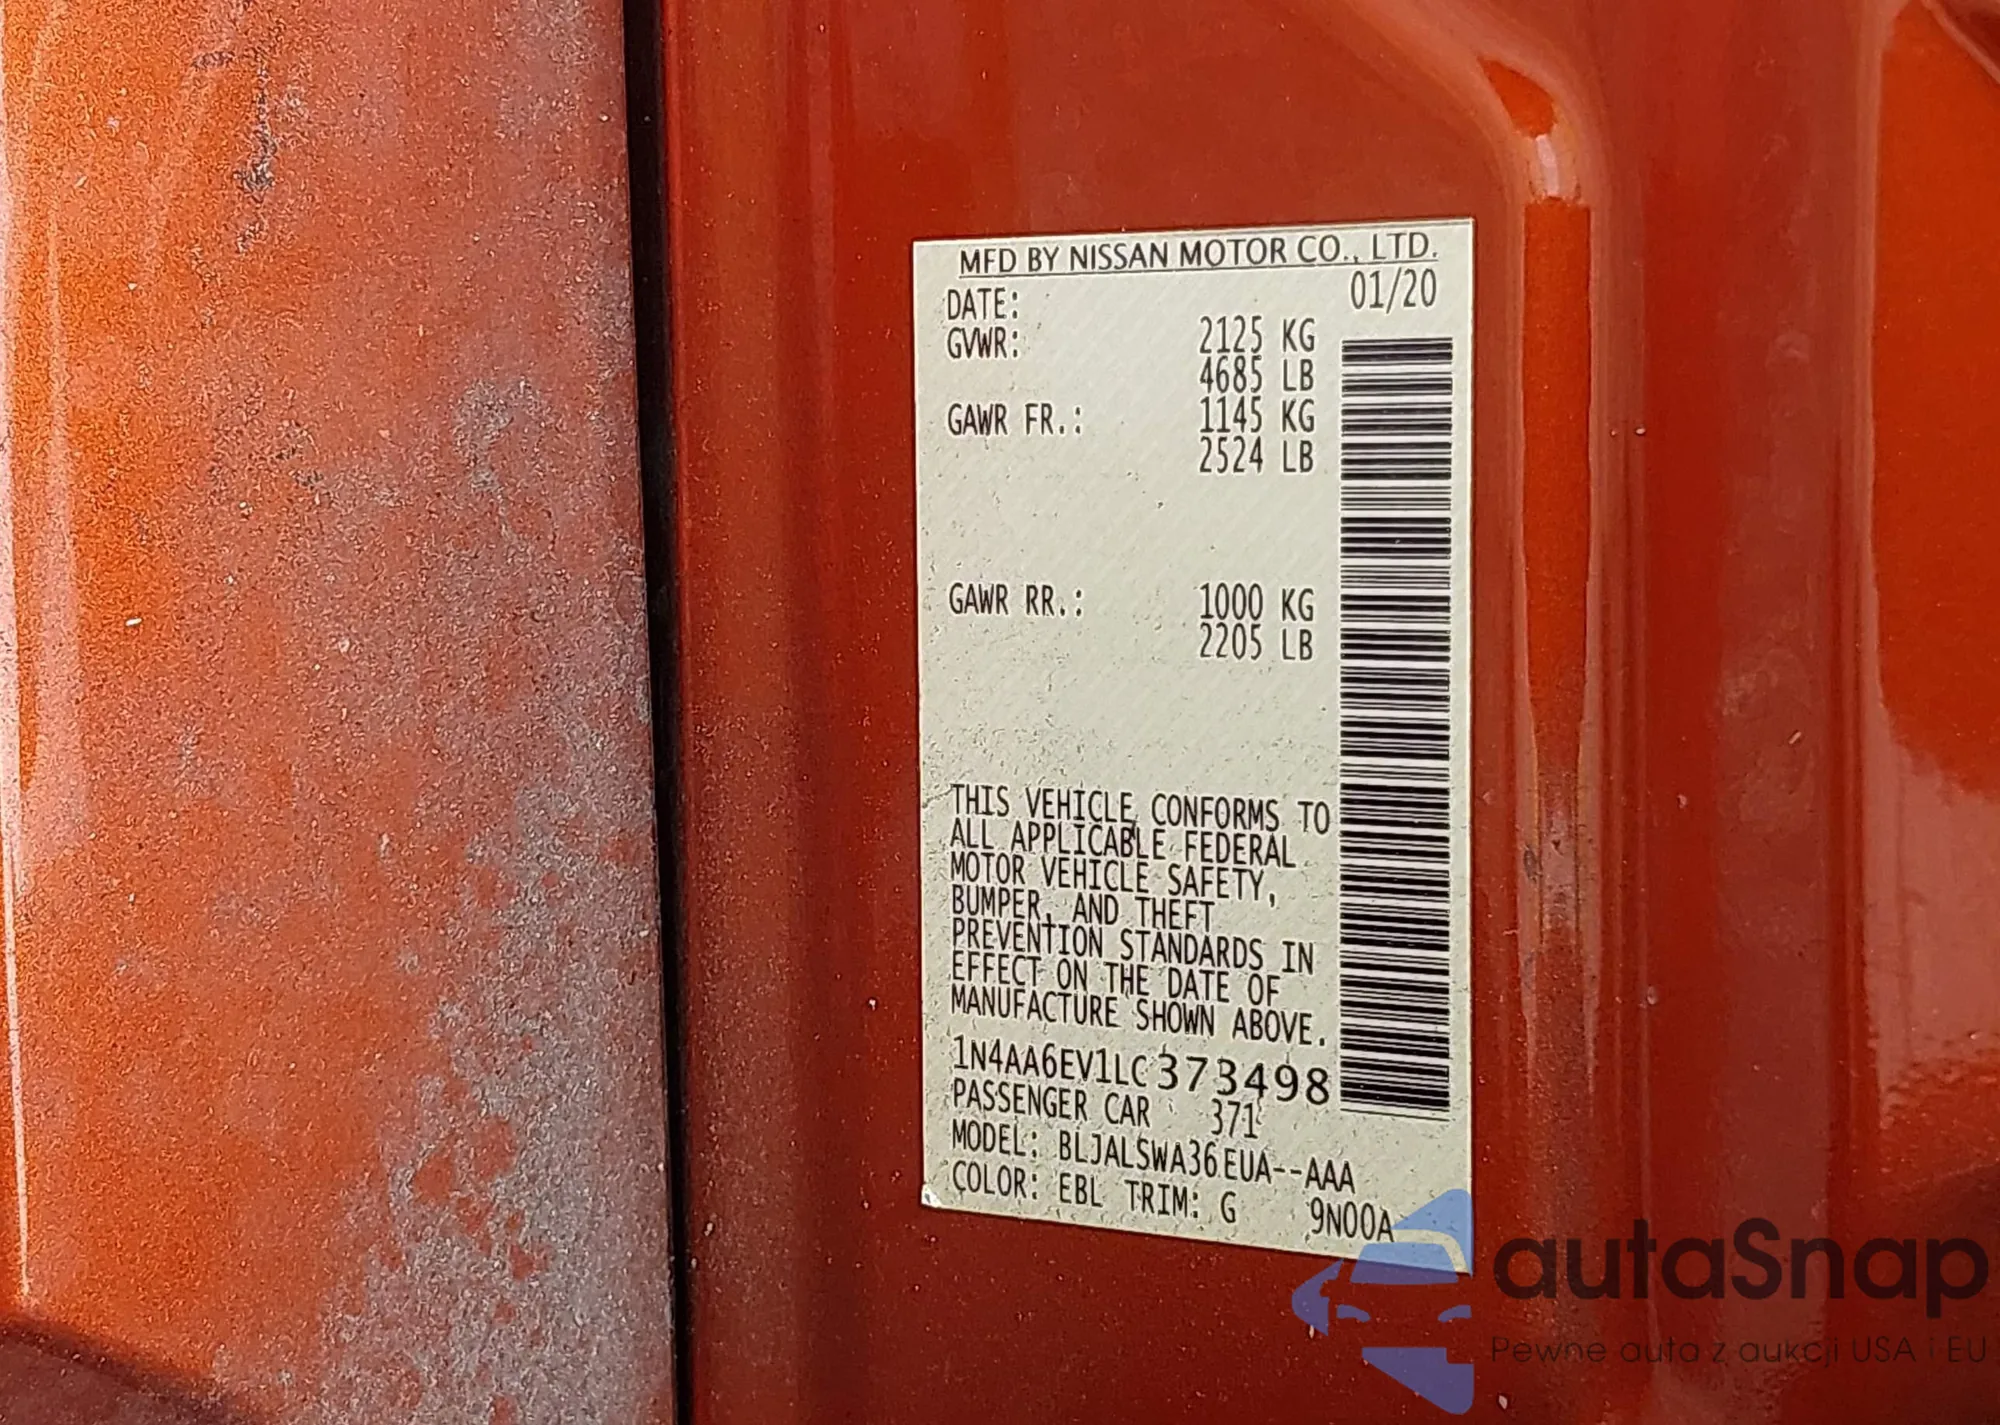 MFD BY NISSAN MOTOR CO., LTD.
DATE: 01/20
GVWR: 2125 KG
4685 LB
GAWR FR.: 1145 KG
2524 LB
GAWR RR.: 1000 KG
2205 LB
THIS VEHICLE CONFORMS TO
ALL APPLICABLE FEDERAL
MOTOR VEHICLE SAFETY,
BUMPER, AND THEFT
PREVENTION STANDARDS IN
EFFECT ON THE DATE OF
MANUFACTURE SHOWN ABOVE.
1N4AA6EV1LC373498
PASSENGER CAR 371
MODEL: BLJALSWA36EUA--AAA
COLOR: EBL TRIM: G 9N00A
autaSnap
Pewne auta z aukcji USA i EU